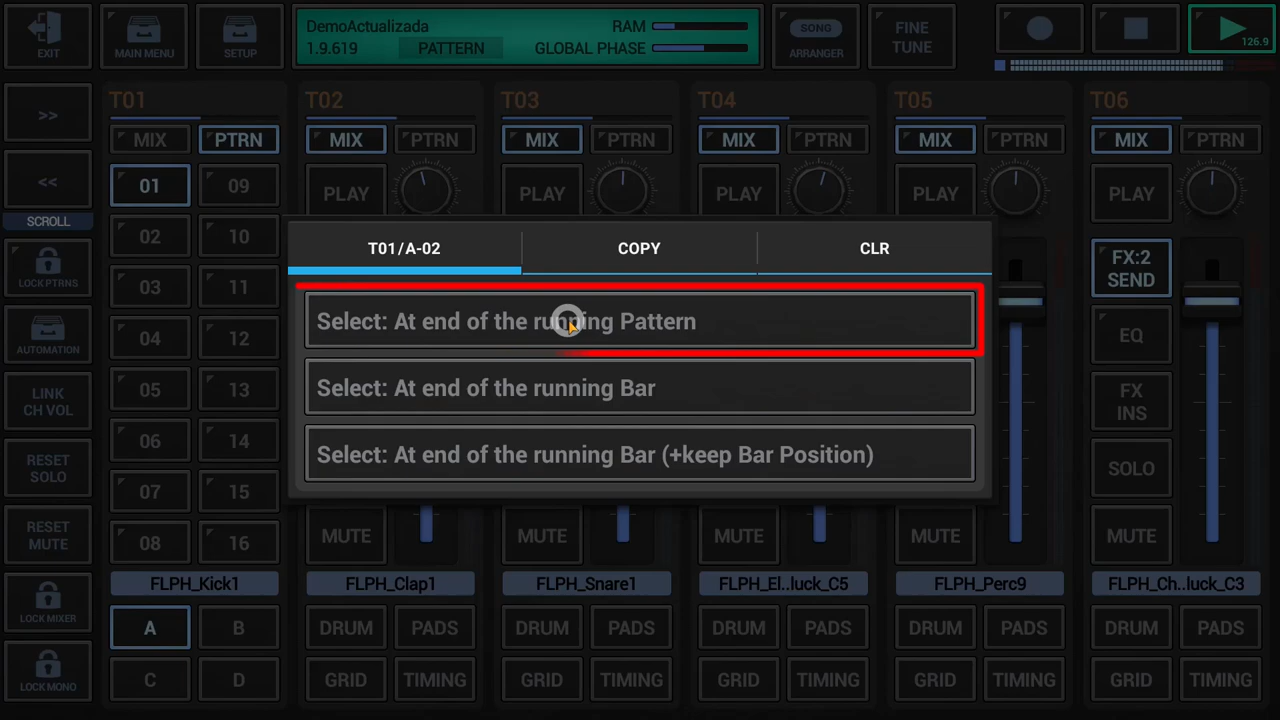 EXIT
MAIN MENU
SETUP
DemoActualizada
1.9.619
PATTERN
RAM
GLOBAL PHASE
SONG
ARRANGER
FINE
TUNE
126.9
>>
<<
SCROLL
LOCK PTRNS
AUTOMATION
LINK
CH VOL
RESET
SOLO
RESET
MUTE
LOCK MIXER
LOCK MONO
T01
T02
T03
T04
T05
T06
MIX
PTRN
MIX
PTRN
MIX
PTRN
MIX
PTRN
MIX
PTRN
MIX
PTRN
01
09
PLAY
PLAY
PLAY
PLAY
PLAY
02
10
03
11
04
12
05
13
06
14
07
15
08
16
T01/A-02
COPY
CLR
Select: At end of the running Pattern
Select: At end of the running Bar
Select: At end of the running Bar (+keep Bar Position)
FX:2
SEND
EQ
FX
INS
SOLO
MUTE
MUTE
MUTE
MUTE
MUTE
FLPH_Kick1
FLPH_Clap1
FLPH_Snare1
FLPH_El..luck_C5
FLPH_Perc9
FLPH_Ch..luck_C3
A
B
DRUM
PADS
DRUM
PADS
DRUM
PADS
DRUM
PADS
DRUM
PADS
C
D
GRID
TIMING
GRID
TIMING
GRID
TIMING
GRID
TIMING
GRID
TIMING